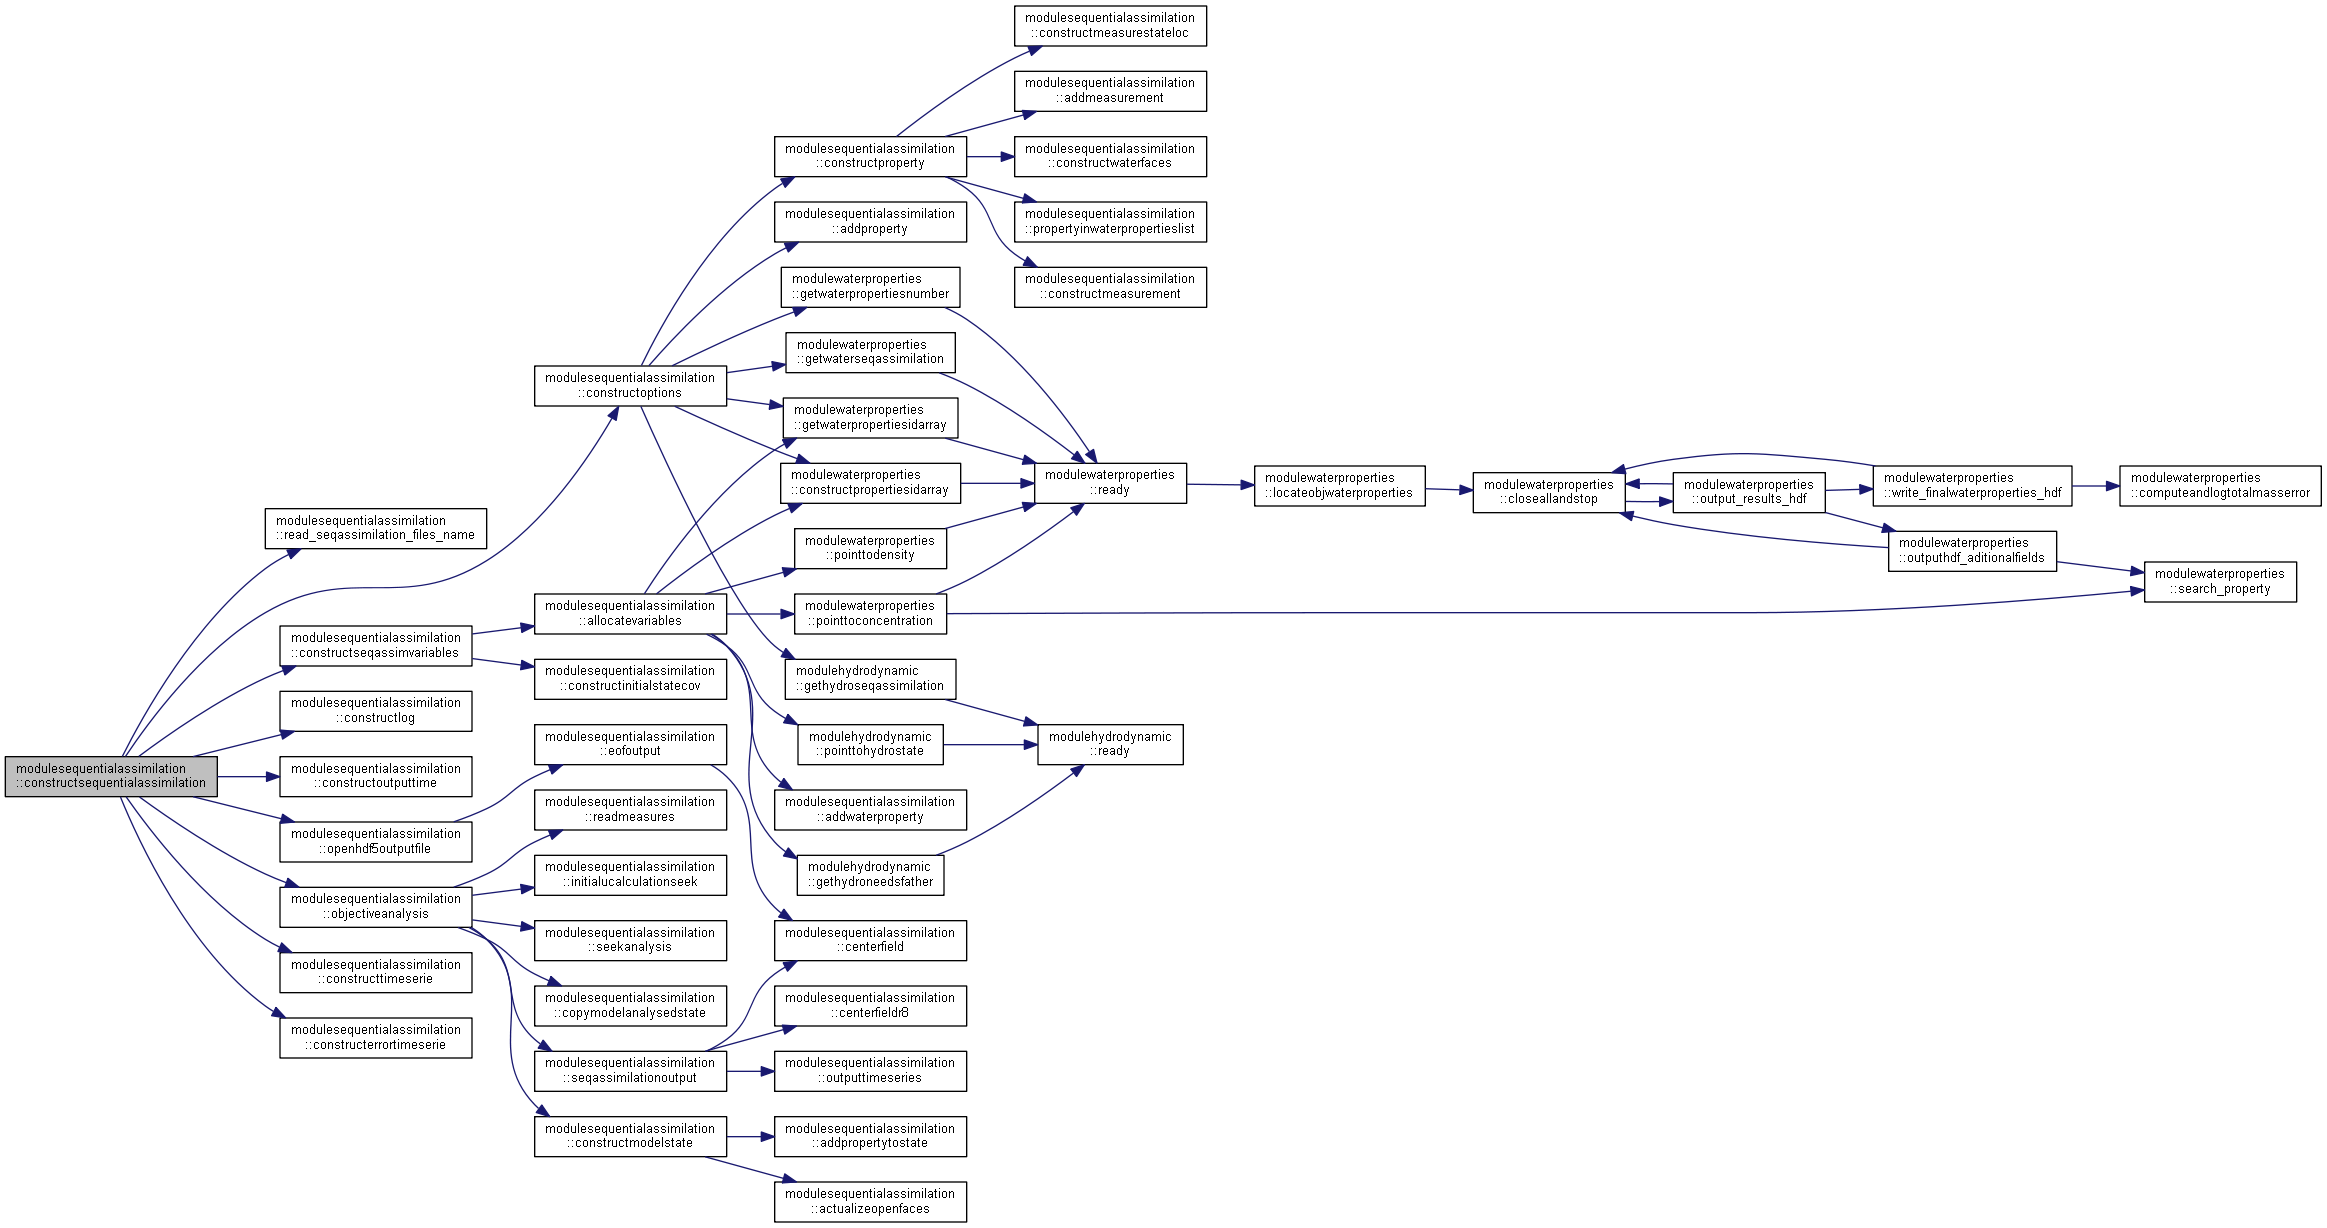 modulesequentialassimilation
::constructsequentialassimilation
modulesequentialassimilation
::read_seqassimilation_files_name
modulesequentialassimilation
::constructseqassimvariables
modulesequentialassimilation
::constructlog
modulesequentialassimilation
::constructoutputtime
modulesequentialassimilation
::openhdf5outputfile
modulesequentialassimilation
::objectiveanalysis
modulesequentialassimilation
::constructtimeserie
modulesequentialassimilation
::constructerrortimeserie
modulesequentialassimilation
::constructoptions
modulesequentialassimilation
::allocatevariables
modulesequentialassimilation
::constructinitialstatecov
modulesequentialassimilation
::eofoutput
modulesequentialassimilation
::readmeasures
modulesequentialassimilation
::initialucalculationseek
modulesequentialassimilation
::seekanalysis
modulesequentialassimilation
::copymodelanalysedstate
modulesequentialassimilation
::seqassimilationoutput
modulesequentialassimilation
::constructmodelstate
modulesequentialassimilation
::constructproperty
modulesequentialassimilation
::addproperty
modulewaterproperties
::getwaterpropertiesnumber
modulewaterproperties
::getwaterseqassimilation
modulewaterproperties
::getwaterpropertiesidarray
modulewaterproperties
::constructpropertiesidarray
modulewaterproperties
::pointtodensity
modulewaterproperties
::pointtoconcentration
modulehydrodynamic
::gethydroseqassimilation
modulehydrodynamic
::pointtohydrostate
modulesequentialassimilation
::addwaterproperty
modulehydrodynamic
::gethydroneedsfather
modulesequentialassimilation
::centerfield
modulesequentialassimilation
::centerfieldr8
modulesequentialassimilation
::outputtimeseries
modulesequentialassimilation
::addpropertytostate
modulesequentialassimilation
::actualizeopenfaces
modulesequentialassimilation
::constructmeasurestateloc
modulesequentialassimilation
::addmeasurement
modulesequentialassimilation
::constructwaterfaces
modulesequentialassimilation
::propertyinwaterpropertieslist
modulesequentialassimilation
::constructmeasurement
modulewaterproperties
::ready
modulehydrodynamic
::ready
modulewaterproperties
::locateobjwaterproperties
modulewaterproperties
::closeallandstop
modulewaterproperties
::output_results_hdf
modulewaterproperties
::write_finalwaterproperties_hdf
modulewaterproperties
::outputhdf_aditionalfields
modulewaterproperties
::computeandlogtotalmasserror
modulewaterproperties
::search_property